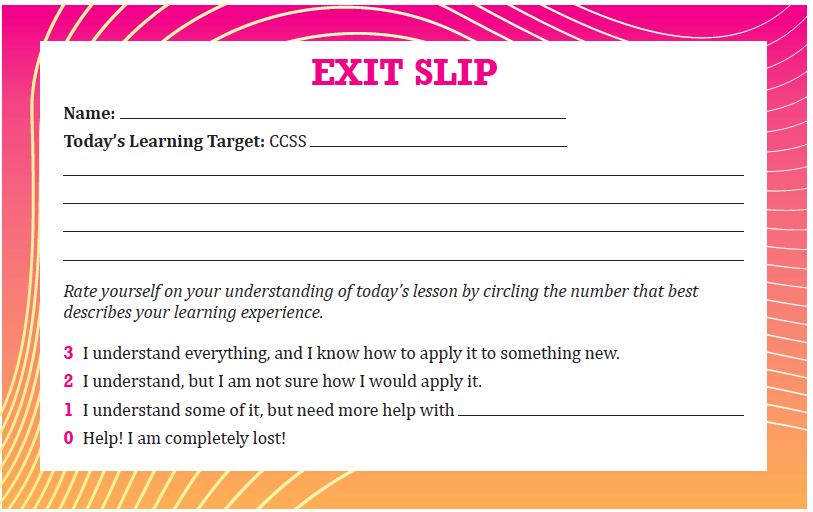 EXIT SLIP
Name:
Today’s Learning Target: CCSS
Rate yourself on your understanding of today’s lesson by circling the number that best
describes your learning experience.
3 I understand everything, and I know how to apply it to something new.
2 I understand, but I am not sure how I would apply it.
1 I understand some of it, but need more help with
0 Help! I am completely lost!